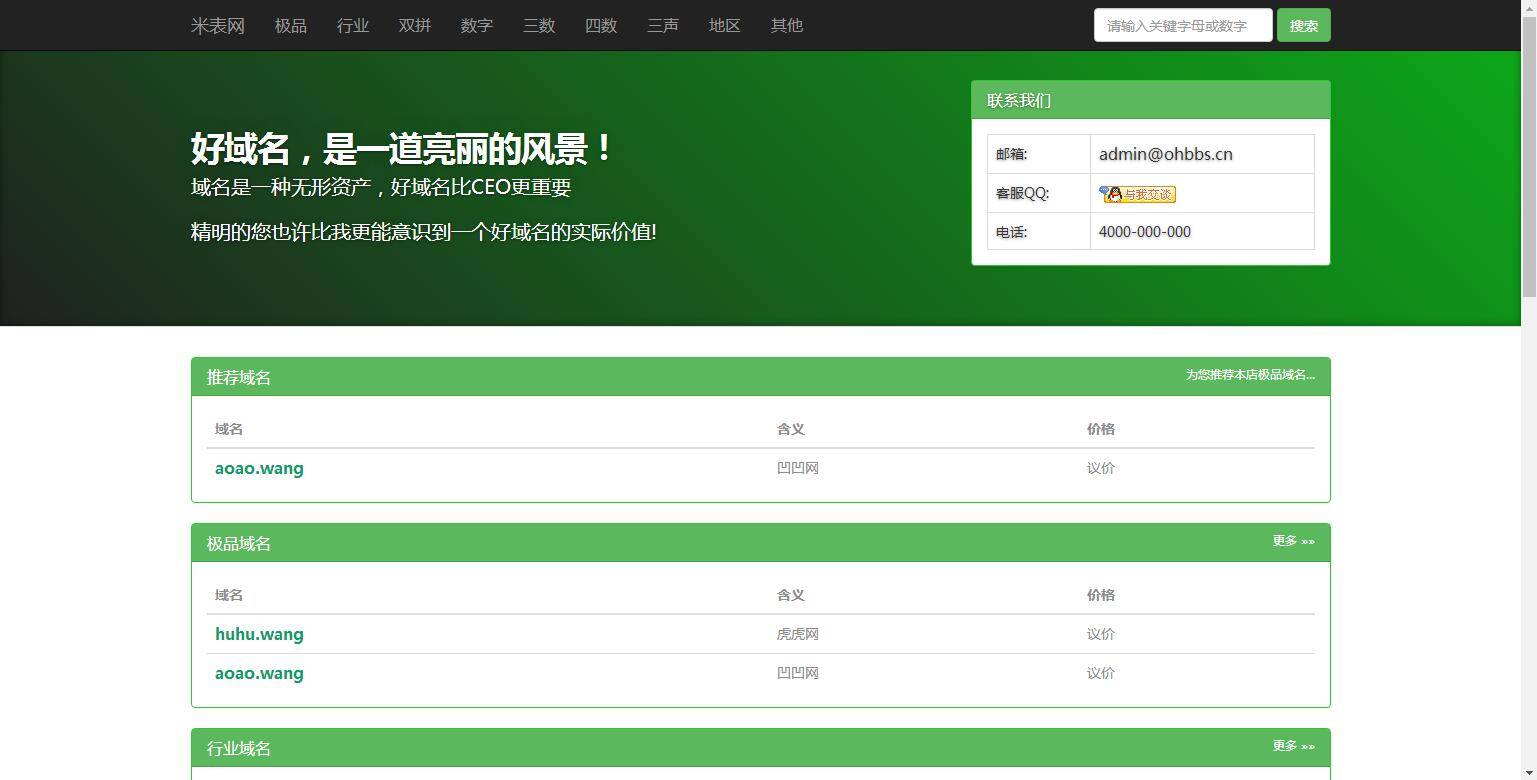 米表网 极品 行业 双拼 数字 三数 四数 三声 地区 其他 请输入关键字母或数字 搜索
好域名，是一道亮丽的风景！
域名是一种无形资产，好域名比CEO更重要
精明的您也许比我更能意识到一个好域名的实际价值!
联系我们
邮箱: admin@ohbbs.cn
客服QQ: 与我交谈
电话: 4000-000-000
推荐域名 为您推荐本店极品域名...
域名 含义 价格
aoao.wang 凹凹网 议价
极品域名 更多 »»
域名 含义 价格
huhu.wang 虎虎网 议价
aoao.wang 凹凹网 议价
行业域名 更多 »»